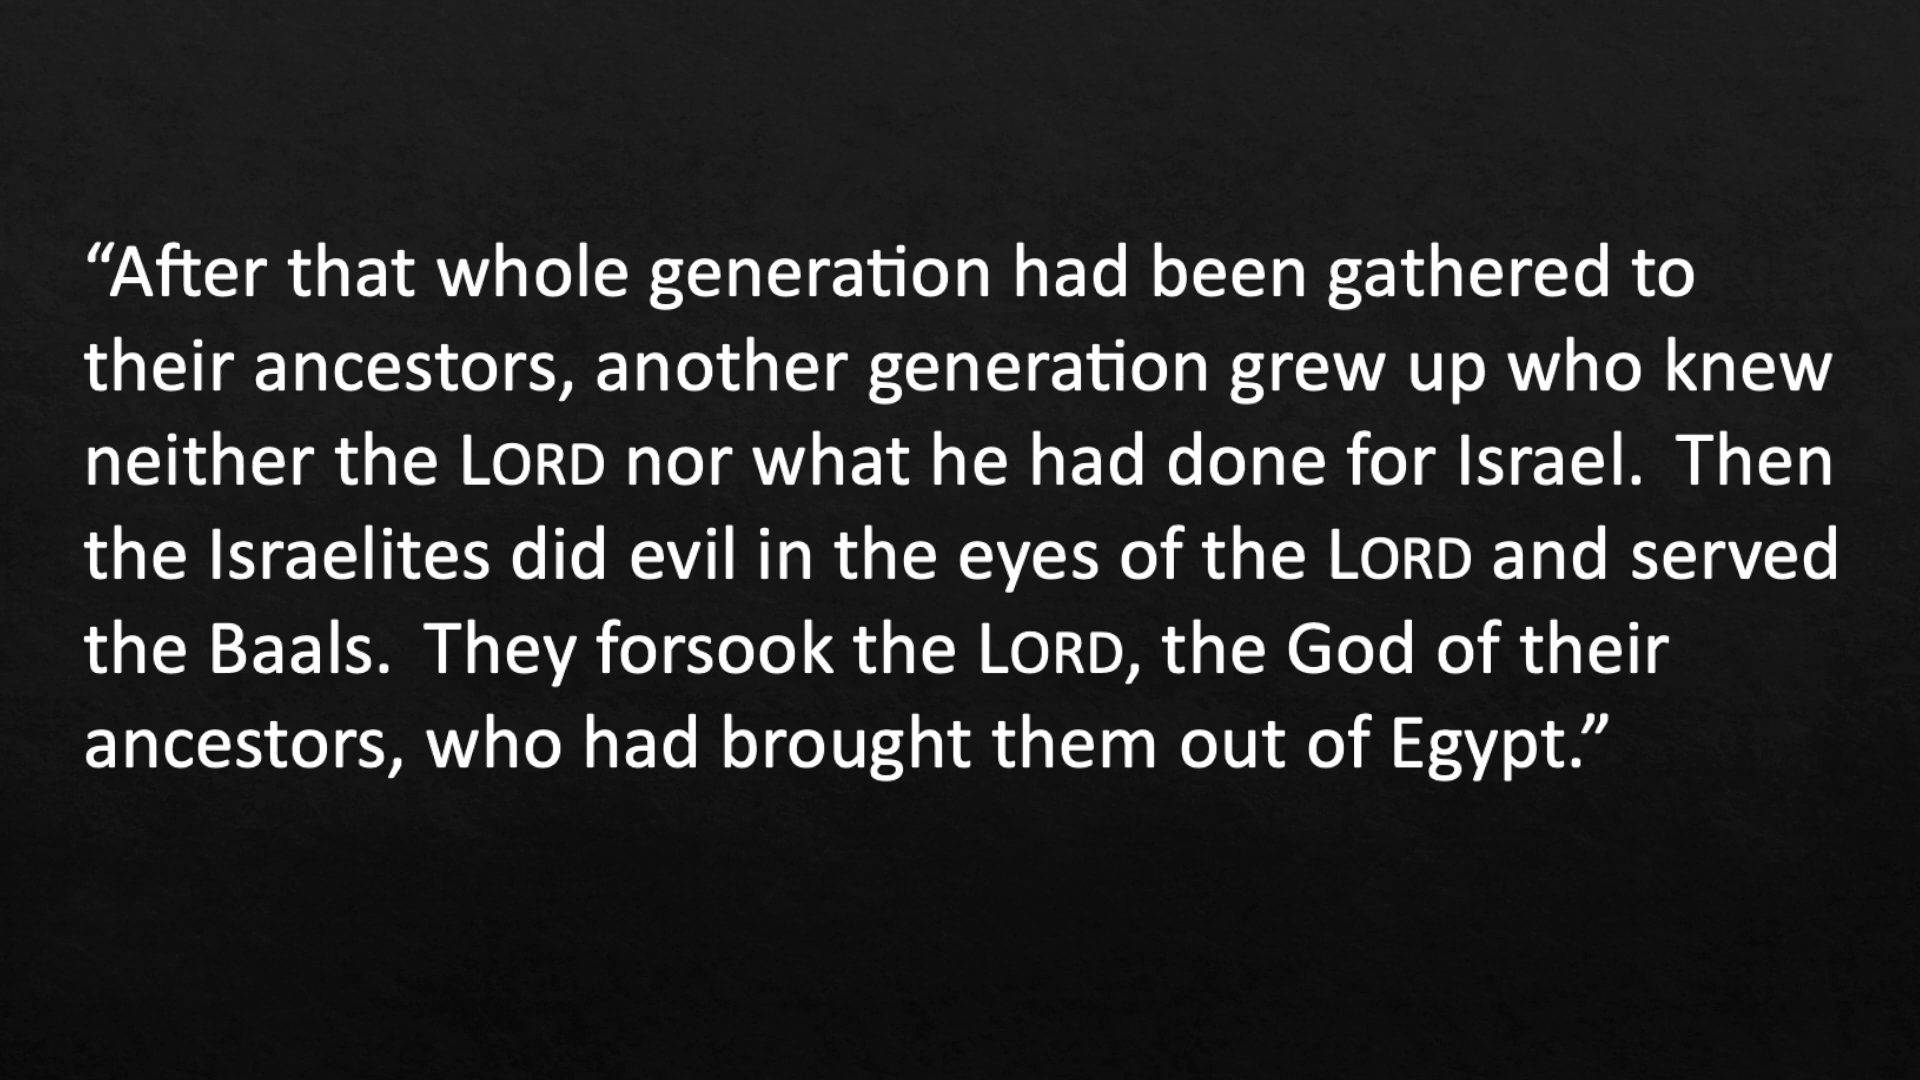 “After that whole generation had been gathered to
their ancestors, another generation grew up who knew
neither the LORD nor what he had done for Israel.  Then
the Israelites did evil in the eyes of the LORD and served
the Baals.  They forsook the LORD, the God of their
ancestors, who had brought them out of Egypt.”